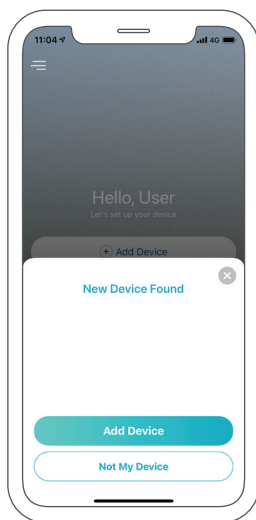 11:04
4G
Hello, User
Let's set up your device
Add Device
New Device Found
Add Device
Not My Device